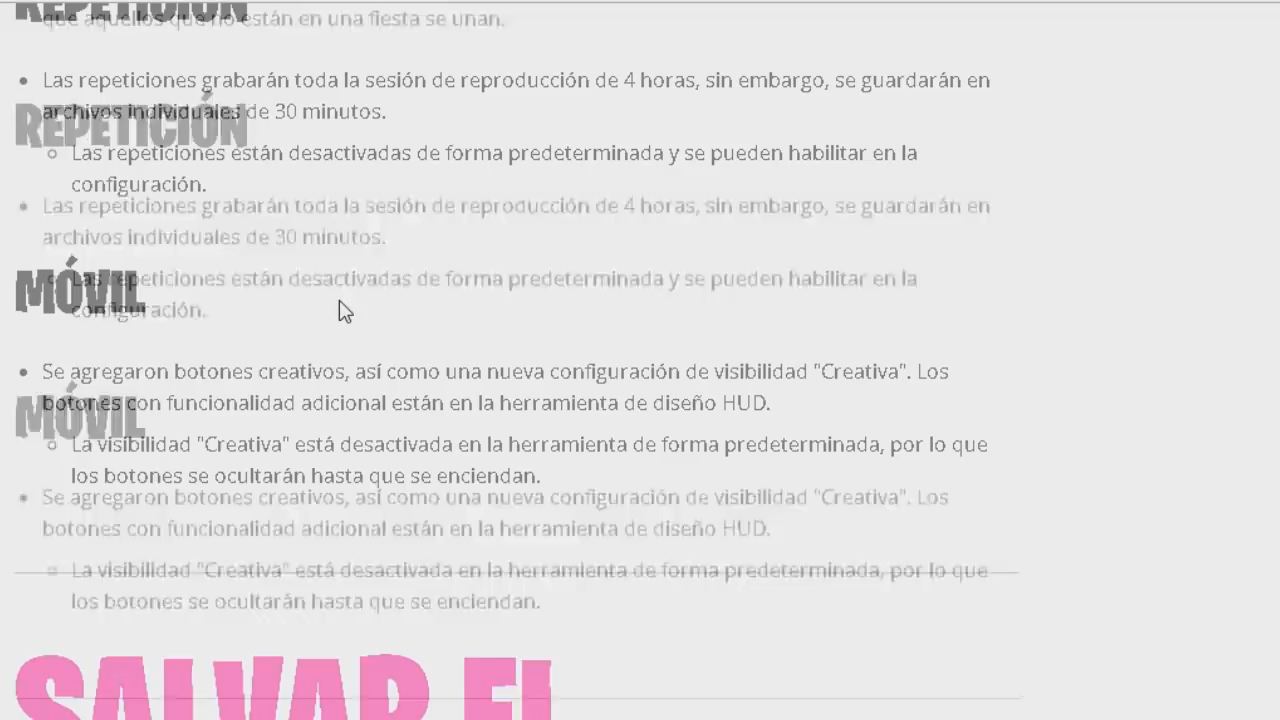 REPETICIÓN
que aquellos que no están en una fiesta se unan.
Las repeticiones grabarán toda la sesión de reproducción de 4 horas, sin embargo, se guardarán en
archivos individuales de 30 minutos.
REPETICIÓN
Las repeticiones están desactivadas de forma predeterminada y se pueden habilitar en la
configuración.
Las repeticiones grabarán toda la sesión de reproducción de 4 horas, sin embargo, se guardarán en
archivos individuales de 30 minutos.
MÓVIL
Las repeticiones están desactivadas de forma predeterminada y se pueden habilitar en la
configuración.
Se agregaron botones creativos, así como una nueva configuración de visibilidad "Creativa". Los
botones con funcionalidad adicional están en la herramienta de diseño HUD.
MÓVIL
La visibilidad "Creativa" está desactivada en la herramienta de forma predeterminada, por lo que
los botones se ocultarán hasta que se enciendan.
Se agregaron botones creativos, así como una nueva configuración de visibilidad "Creativa". Los
botones con funcionalidad adicional están en la herramienta de diseño HUD.
La visibilidad "Creativa" está desactivada en la herramienta de forma predeterminada, por lo que
los botones se ocultarán hasta que se enciendan.
SALVAR EL